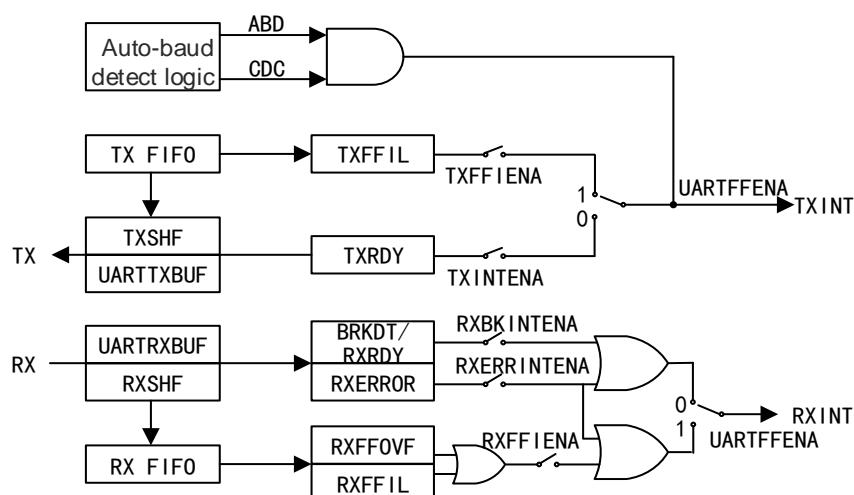 ABD
Auto-baud
detect logic
CDC
TX FIFO
TXFFIL
TXFFIENA
1
0
UARTFFENA
TXINT
TX
TXSHF
UARTTXBUF
TXRDY
TXINTENA
RX
UARTRXBUF
RXSHF
BRKDT/
RXRDY
RXERROR
RXBKINTENA
RXERRINTENA
0
1
RXINT
UARTFFENA
RX FIFO
RXFFOVF
RXFFIL
RXFFIENA